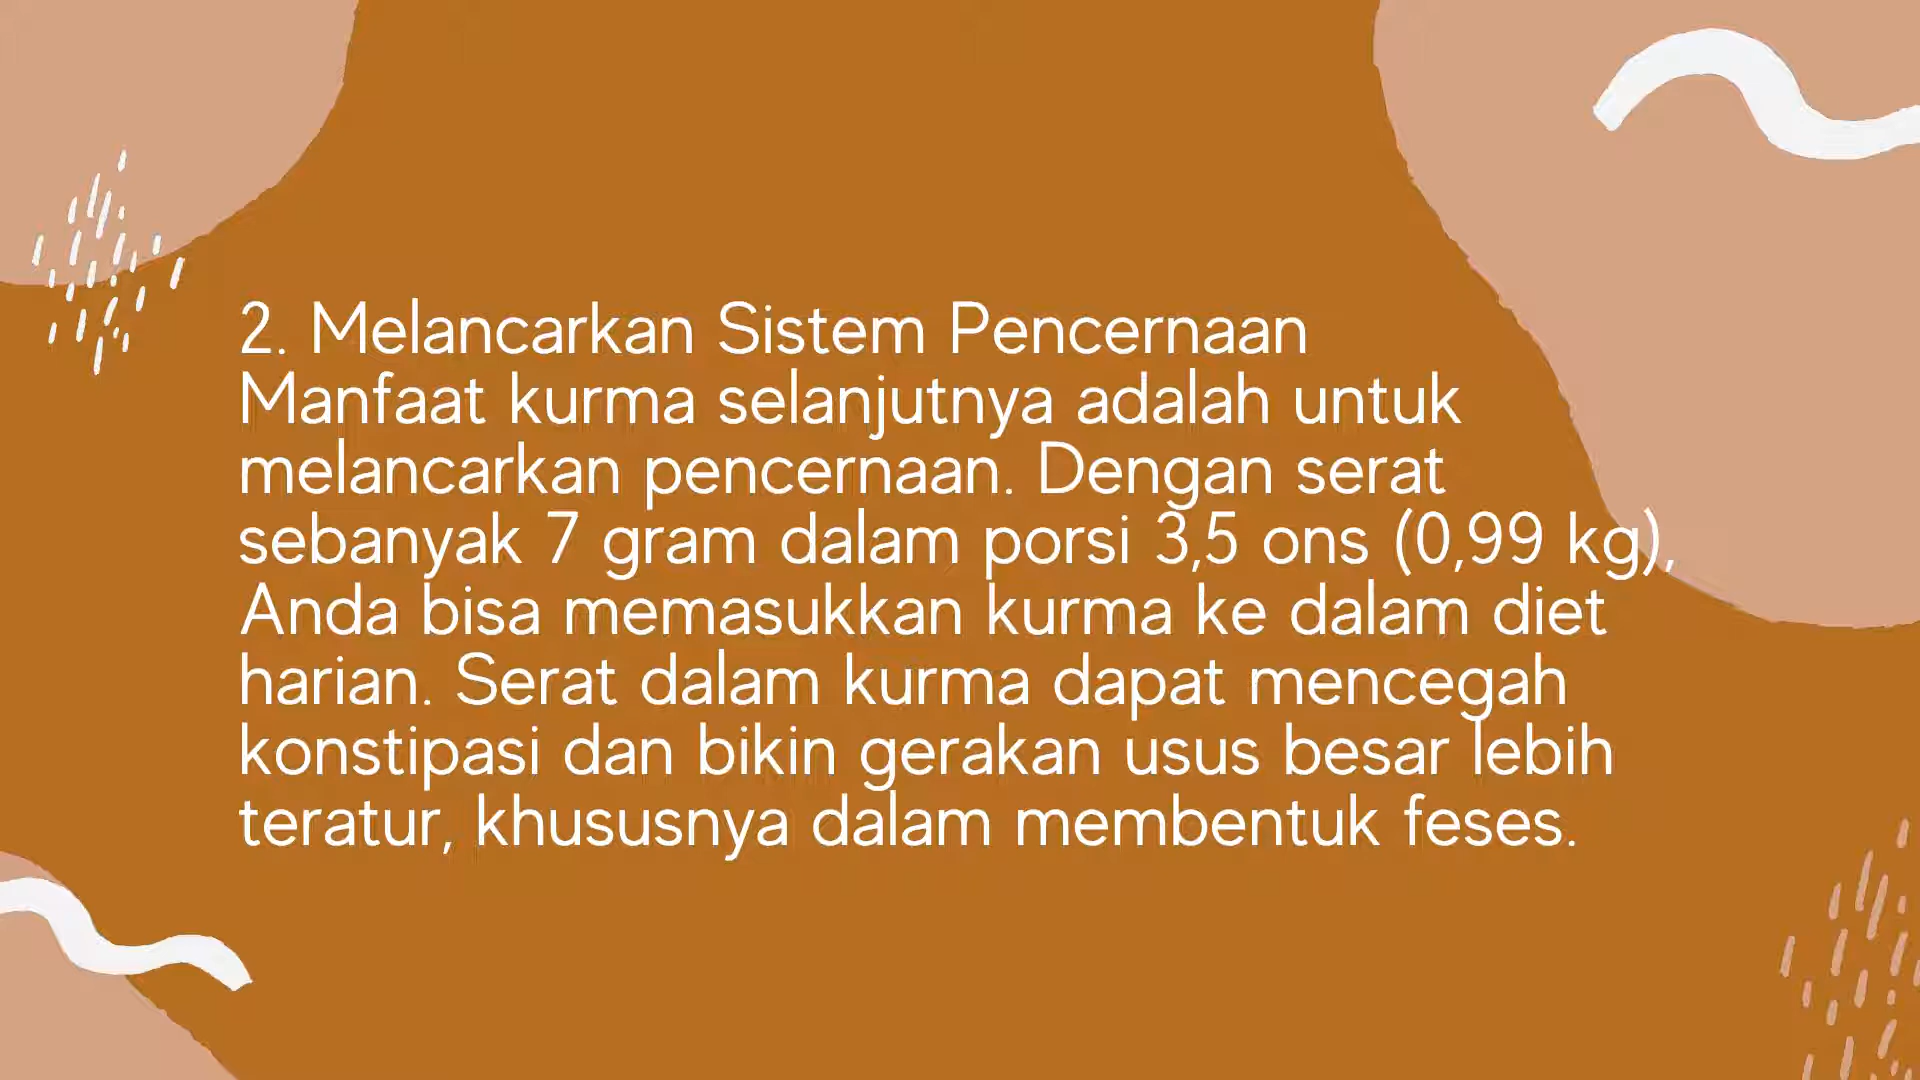 2. Melancarkan Sistem Pencernaan
Manfaat kurma selanjutnya adalah untuk
melancarkan pencernaan. Dengan serat
sebanyak 7 gram dalam porsi 3,5 ons (0,99 kg),
Anda bisa memasukkan kurma ke dalam diet
harian. Serat dalam kurma dapat mencegah
konstipasi dan bikin gerakan usus besar lebih
teratur, khususnya dalam membentuk feses.